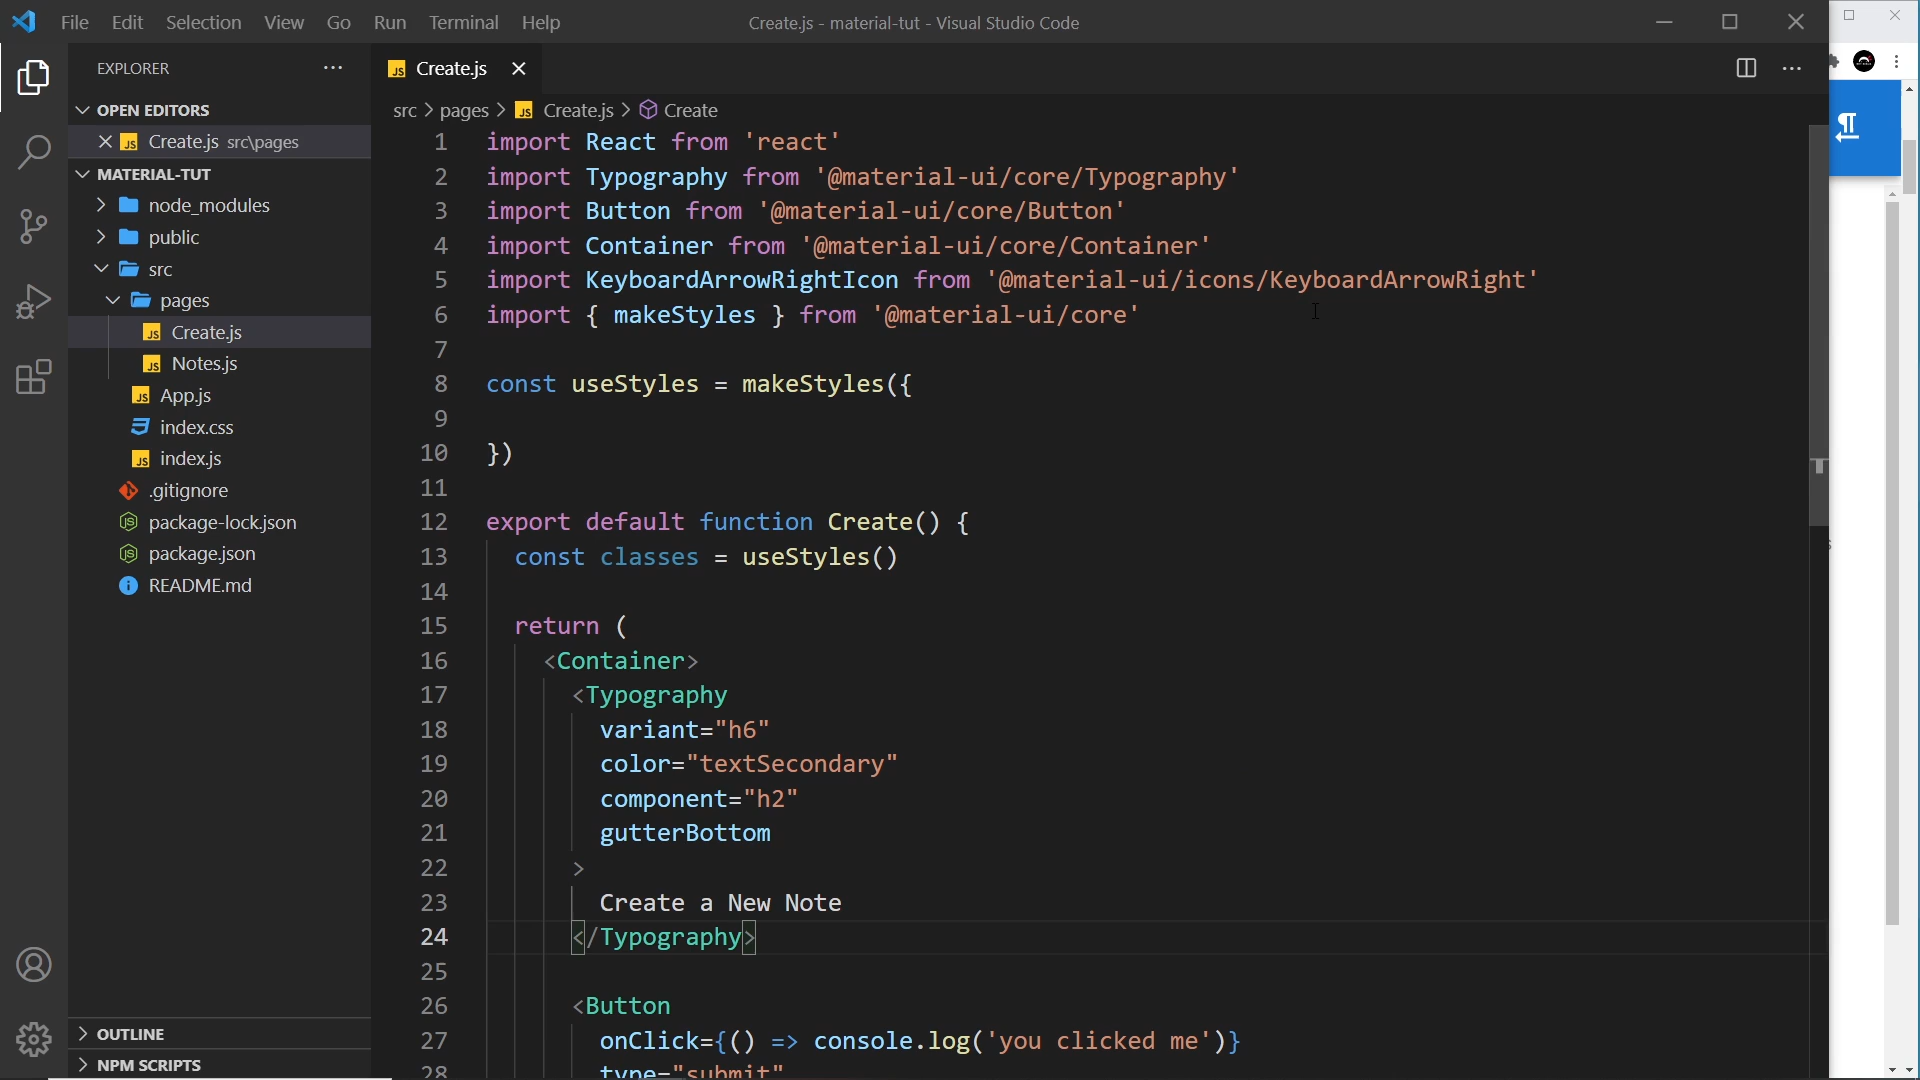 File Edit Selection View Go Run Terminal Help
Create.js - material-tut - Visual Studio Code
EXPLORER
OPEN EDITORS
Create.js src\pages
MATERIAL-TUT
node_modules
public
src
pages
Create.js
Notes.js
App.js
index.css
index.js
.gitignore
package-lock.json
package.json
README.md
OUTLINE
NPM SCRIPTS
Create.js
src > pages > Create.js > Create
1 import React from 'react'
2 import Typography from '@material-ui/core/Typography'
3 import Button from '@material-ui/core/Button'
4 import Container from '@material-ui/core/Container'
5 import KeyboardArrowRightIcon from '@material-ui/icons/KeyboardArrowRight'
6 import { makeStyles } from '@material-ui/core'
7
8 const useStyles = makeStyles({
9
10 })
11
12 export default function Create() {
13 const classes = useStyles()
14
15 return (
16 <Container>
17 <Typography
18 variant="h6"
19 color="textSecondary"
20 component="h2"
21 gutterBottom
22 >
23 Create a New Note
24 </Typography>
25
26 <Button
27 onClick={() => console.log('you clicked me')}
28 type="submit"